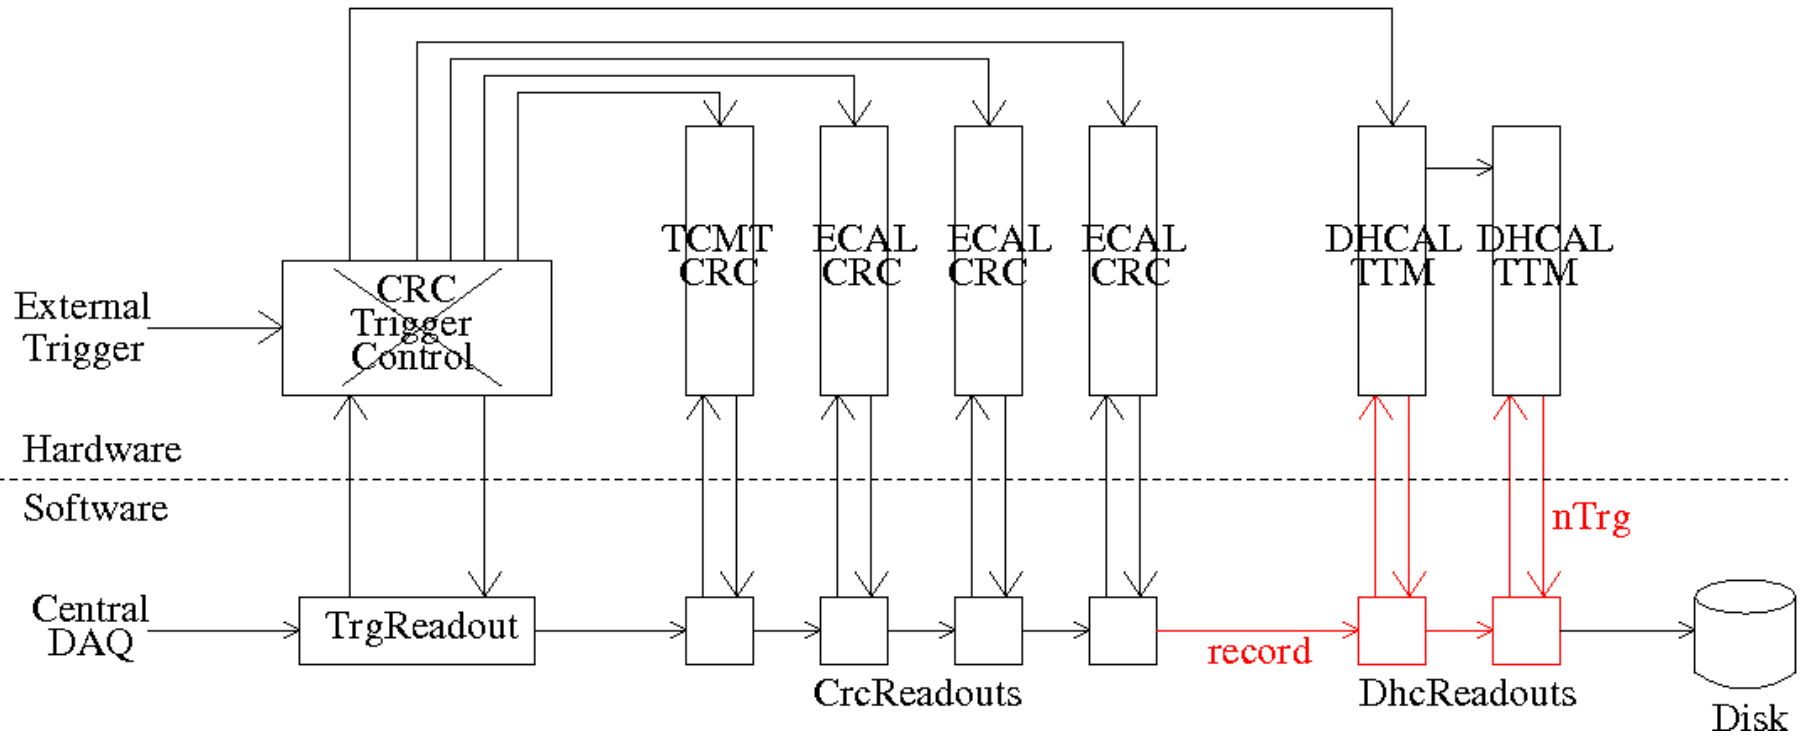 TCMT
CRC
ECAL
CRC
ECAL
CRC
ECAL
CRC
DHCAL
TTM
DHCAL
TTM
External
Trigger
CRC
Trigger
Control
Hardware
Software
nTrg
Central
DAQ
TrgReadout
record
CrcReadouts
DhcReadouts
Disk